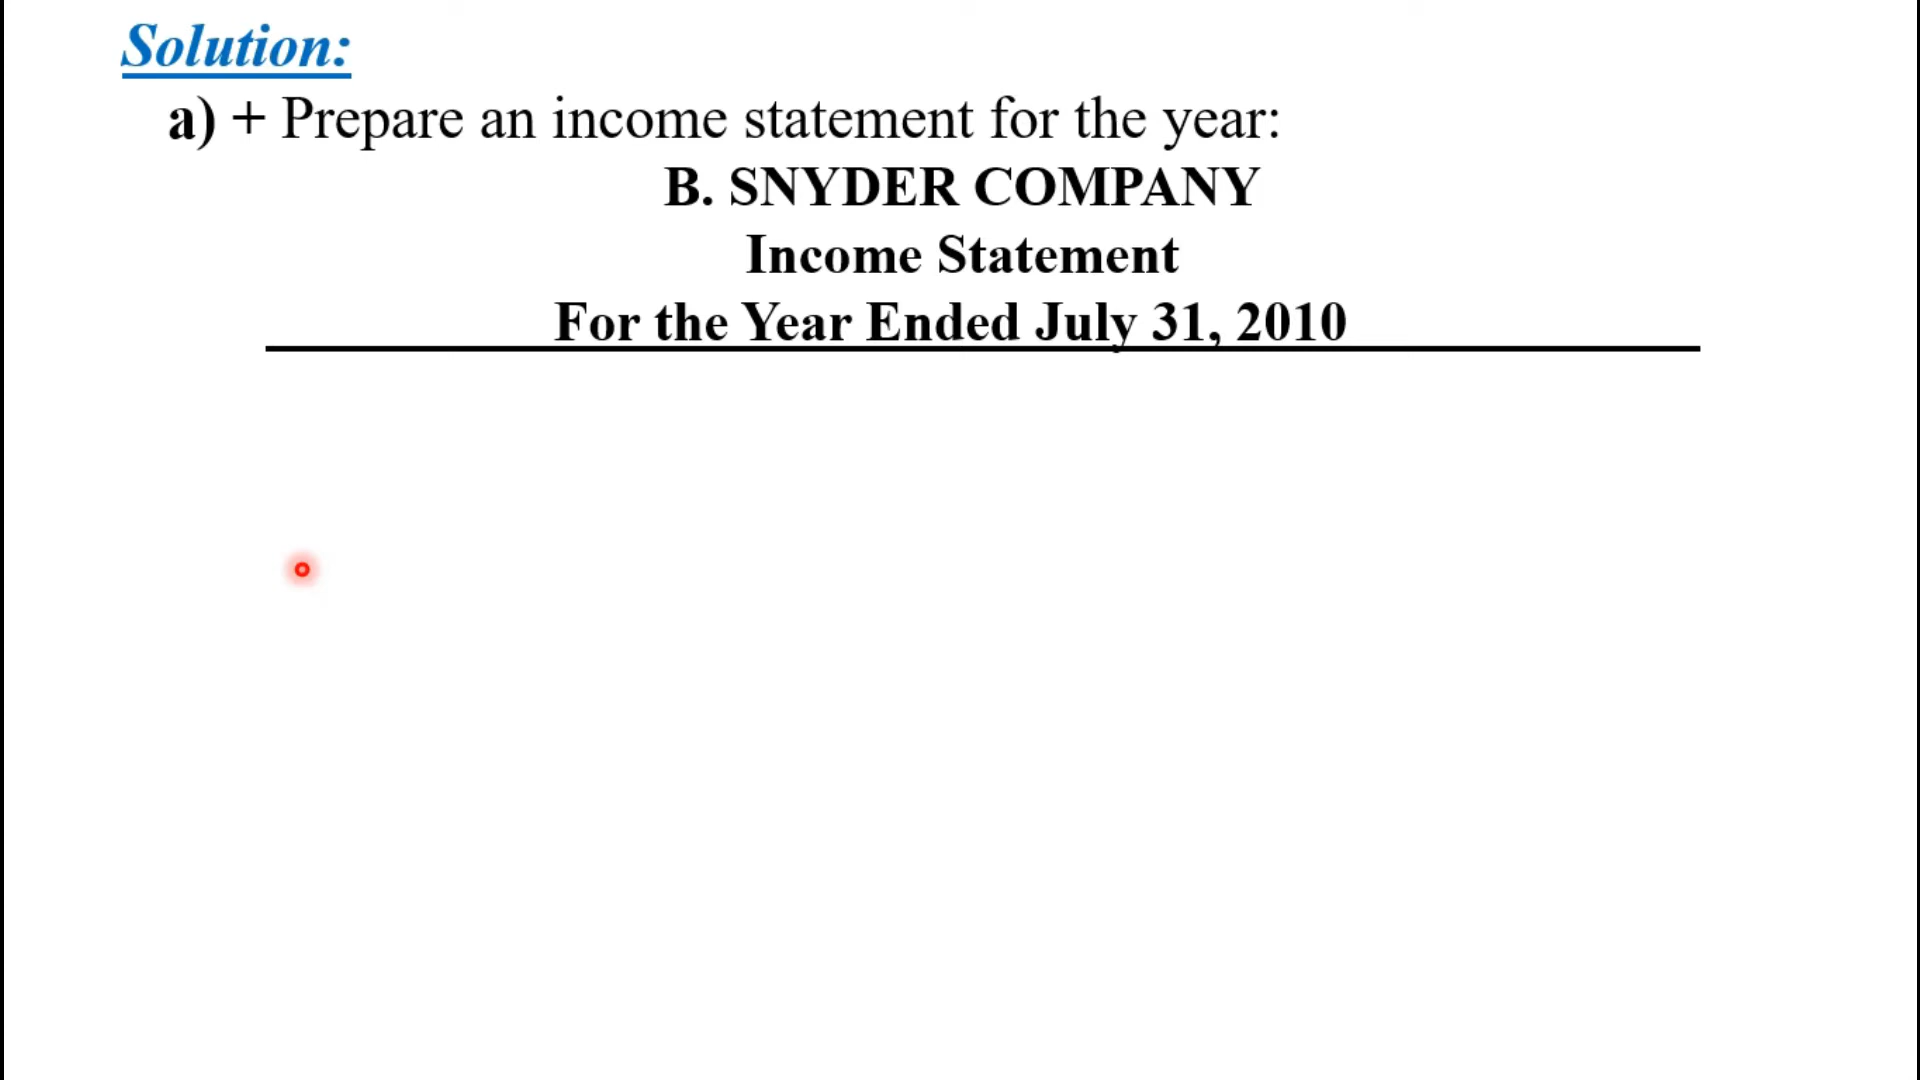 Solution:
a) + Prepare an income statement for the year:
B. SNYDER COMPANY
Income Statement
For the Year Ended July 31, 2010